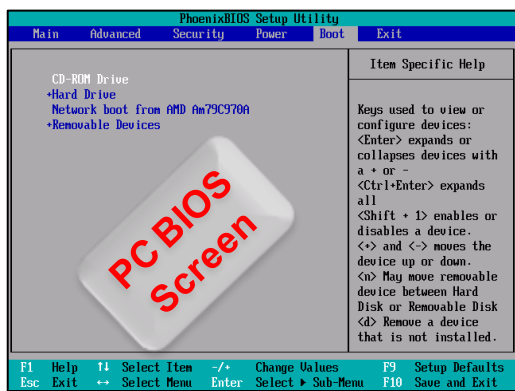 PhoenixBIOS Setup Utility
Main Advanced Security Power Boot Exit
CD-ROM Drive
+Hard Drive
Network boot from AMD Am79C970A
+Removable Devices
PC BIOS
Screen
Item Specific Help
Keys used to view or
configure devices:
<Enter> expands or
collapses devices with
a + or -
<Ctrl+Enter> expands
all
<Shift + 1> enables or
disables a device.
<+> and <-> moves the
device up or down.
<n> May move removable
device between Hard
Disk or Removable Disk
<d> Remove a device
that is not installed.
F1 Help ↑↓ Select Item -/+ Change Values F9 Setup Defaults
Esc Exit ↔ Select Menu Enter Select ▶ Sub-Menu F10 Save and Exit